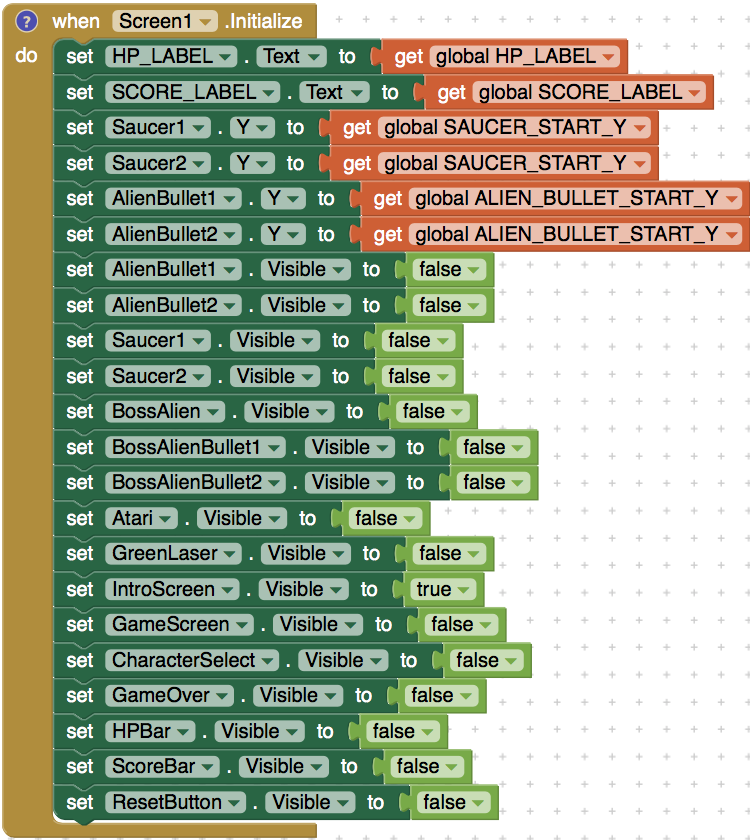 ? when Screen1 .Initialize
do set HP_LABEL . Text to get global HP_LABEL
set SCORE_LABEL . Text to get global SCORE_LABEL
set Saucer1 . Y to get global SAUCER_START_Y
set Saucer2 . Y to get global SAUCER_START_Y
set AlienBullet1 . Y to get global ALIEN_BULLET_START_Y
set AlienBullet2 . Y to get global ALIEN_BULLET_START_Y
set AlienBullet1 . Visible to false
set AlienBullet2 . Visible to false
set Saucer1 . Visible to false
set Saucer2 . Visible to false
set BossAlien . Visible to false
set BossAlienBullet1 . Visible to false
set BossAlienBullet2 . Visible to false
set Atari . Visible to false
set GreenLaser . Visible to false
set IntroScreen . Visible to true
set GameScreen . Visible to false
set CharacterSelect . Visible to false
set GameOver . Visible to false
set HPBar . Visible to false
set ScoreBar . Visible to false
set ResetButton . Visible to false